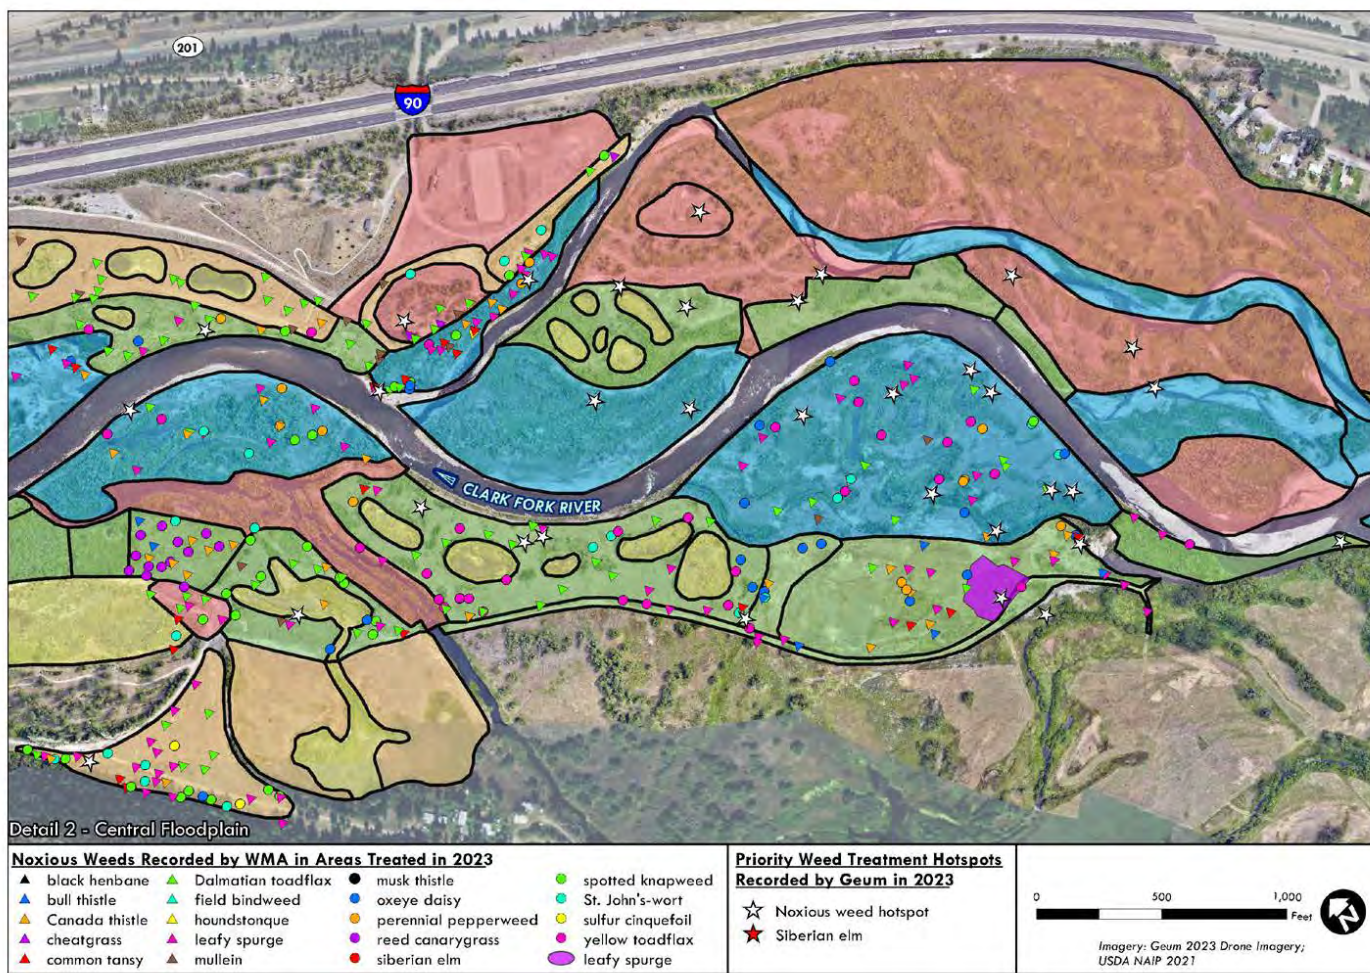 201
90
CLARK FORK RIVER
Detail 2 - Central Floodplain
Noxious Weeds Recorded by WMA in Areas Treated in 2023
black henbane
bull thistle
Canada thistle
cheatgrass
common tansy
Dalmatian toadflax
field bindweed
houndstongue
leafy spurge
mullein
musk thistle
oxeye daisy
perennial pepperweed
reed canarygrass
siberian elm
spotted knapweed
St. John's-wort
sulfur cinquefoil
yellow toadflax
leafy spurge
Priority Weed Treatment Hotspots
Recorded by Geum in 2023
Noxious weed hotspot
Siberian elm
0 500 1,000
Feet
Imagery: Geum 2023 Drone Imagery;
USDA NAIP 2021